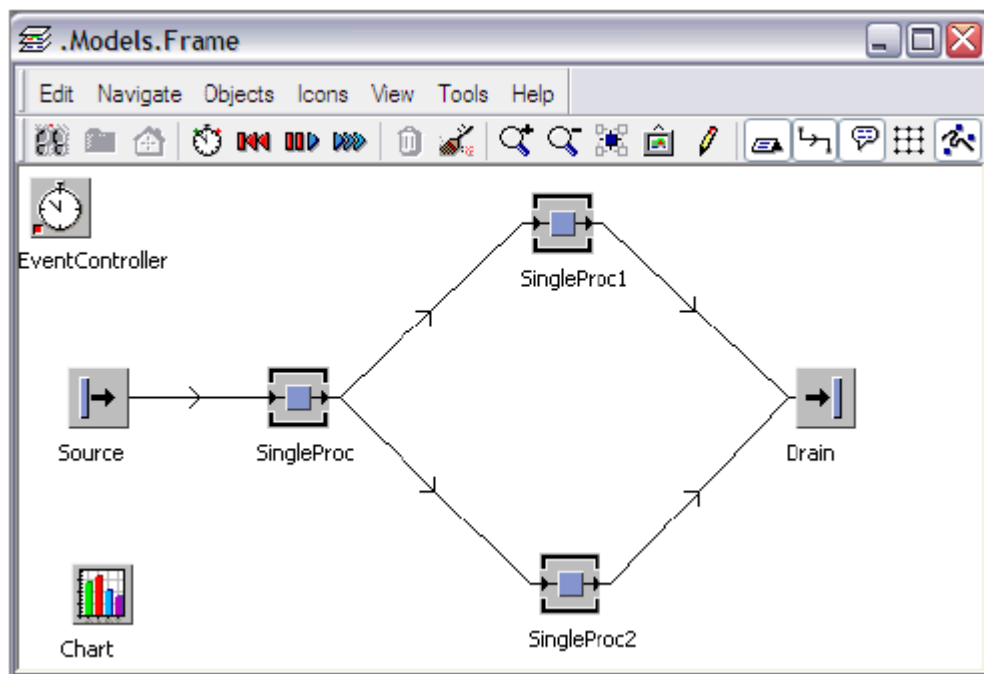 .Models.Frame
Edit Navigate Objects Icons View Tools Help
EventController
SingleProc1
Source
SingleProc
Drain
SingleProc2
Chart